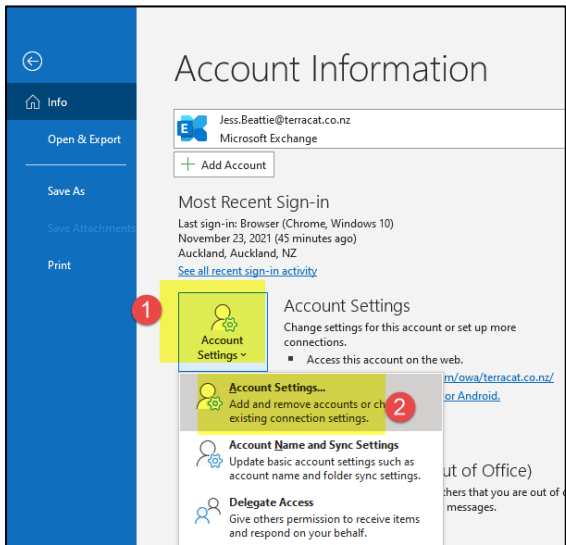 Account Information
Info
Jess.Beattie@terracat.co.nz
Microsoft Exchange
Open & Export
Add Account
Save As
Most Recent Sign-in
Last sign-in: Browser (Chrome, Windows 10)
Save Attachments
November 23, 2021 (45 minutes ago)
Auckland, Auckland, NZ
Print
See all recent sign-in activity
1
Account
Settings
Account Settings
Change settings for this account or set up more
connections.
Access this account on the web.
m/owa/terracat.co.nz/
or Android.
Account Settings...
Add and remove accounts or ch
existing connection settings.
2
Account Name and Sync Settings
Update basic account settings such as
account name and folder sync settings.
ut of Office)
hers that you are out of
messages.
Delegate Access
Give others permission to receive items
and respond on your behalf.